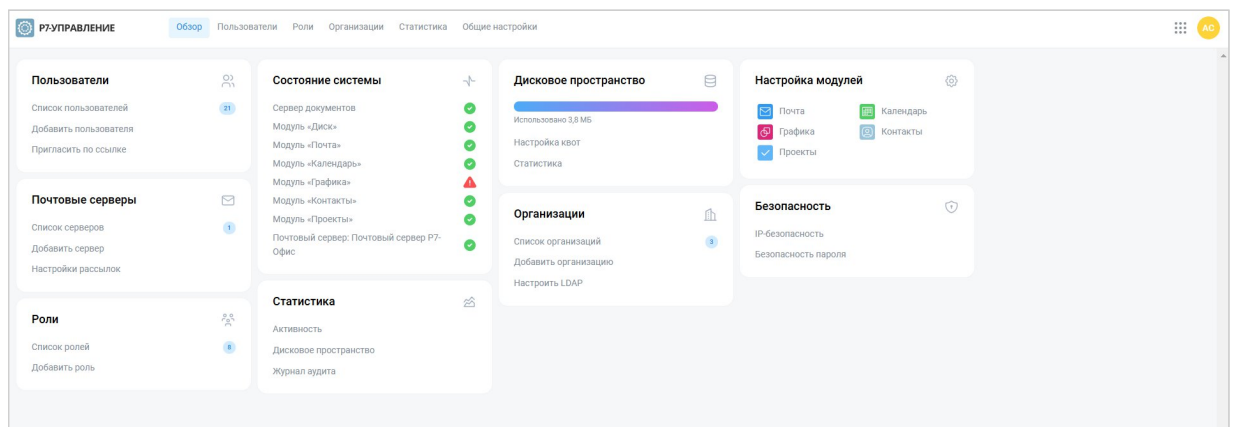 Р7-УПРАВЛЕНИЕ Обзор Пользователи Роли Организации Статистика Общие настройки АС
Пользователи
Список пользователей 21
Добавить пользователя
Пригласить по ссылке
Почтовые серверы
Список серверов 1
Добавить сервер
Настройки рассылок
Роли
Список ролей 8
Добавить роль
Состояние системы
Сервер документов
Модуль «Диск»
Модуль «Почта»
Модуль «Календарь»
Модуль «Графика»
Модуль «Контакты»
Модуль «Проекты»
Почтовый сервер: Почтовый сервер Р7-
Офис
Статистика
Активность
Дисковое пространство
Журнал аудита
Дисковое пространство
Использовано 3,8 МБ
Настройка квот
Статистика
Организации
Список организаций 3
Добавить организацию
Настроить LDAP
Настройка модулей
Почта Календарь
Графика Контакты
Проекты
Безопасность
IP-безопасность
Безопасность пароля